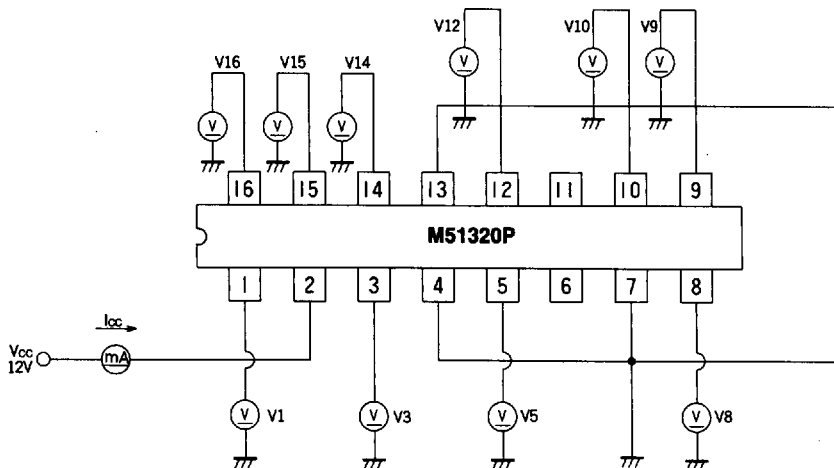 V12 V10 V9
V16 V15 V14
V V V
V V V
16 15 14 13 12 11 10 9
M51320P
1 2 3 4 5 6 7 8
Icc
Vcc
12V
mA
V V1 V V3 V V5 V V8